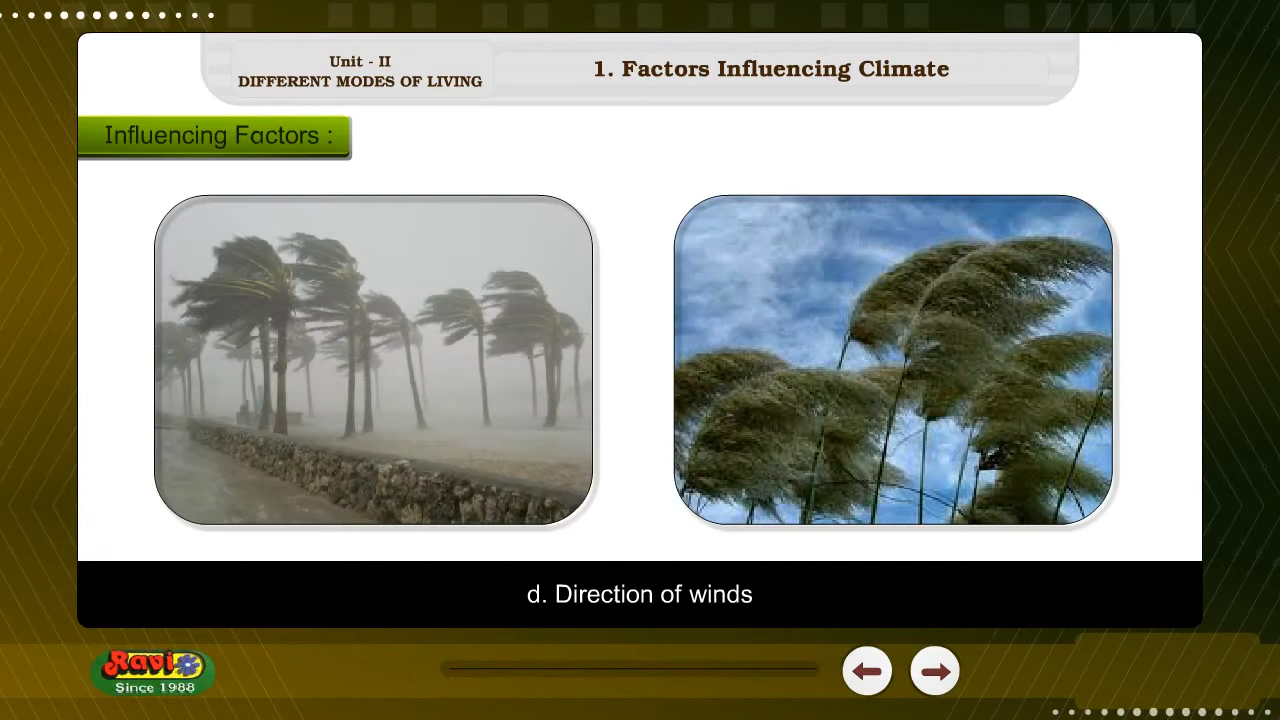 Unit - II
DIFFERENT MODES OF LIVING
1. Factors Influencing Climate
Influencing Factors :
d. Direction of winds
Ravi
Since 1988